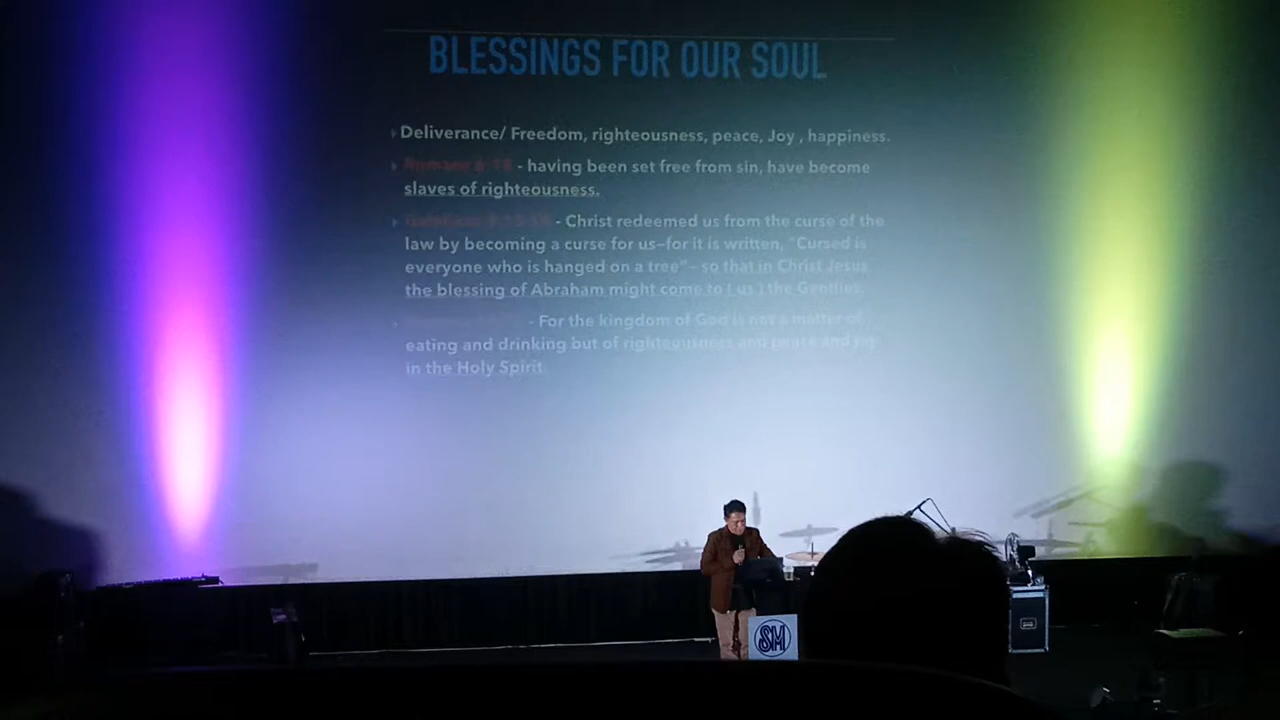 BLESSINGS FOR OUR SOUL
Deliverance/ Freedom, righteousness, peace, Joy , happiness.
Romans 6:18 - having been set free from sin, have become
slaves of righteousness.
- Christ redeemed us from the curse of the
law by becoming a curse for us—for it is written, "Cursed is
everyone who is hanged on a tree"– so that in Christ Jesus
the blessing of Abraham might come to ( us ) the Gentiles.
- For the kingdom of God is not a matter of
eating and drinking but of righteousness and peace and joy
in the Holy Spirit
SM